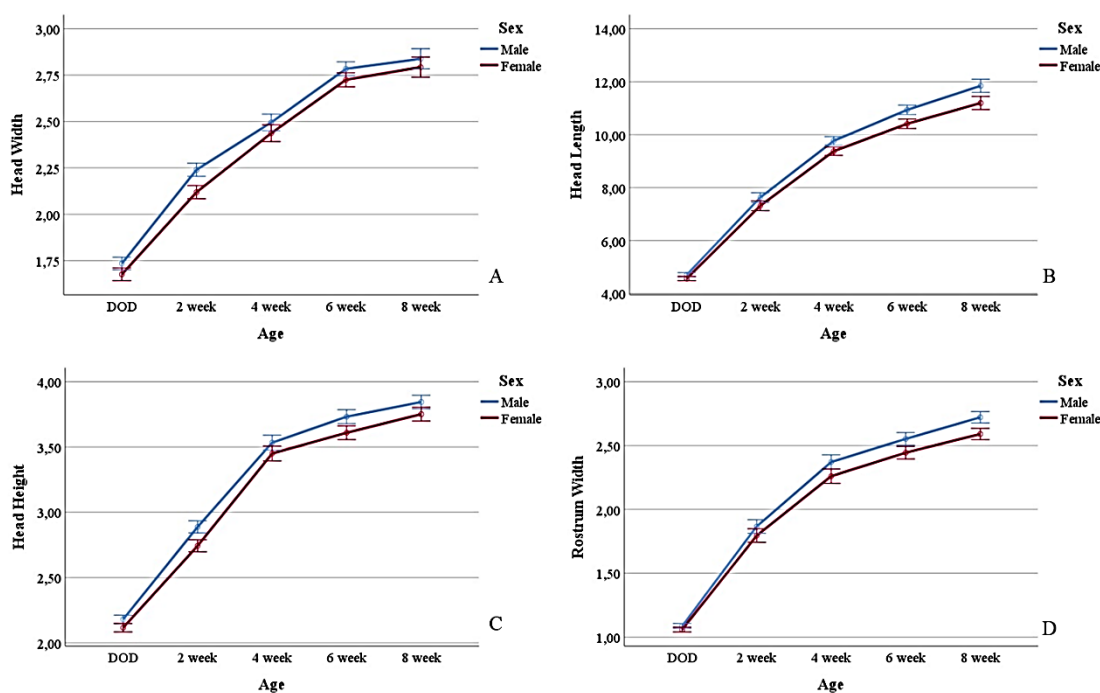 Sex
Male
Female
3,00
2,75
2,50
2,25
2,00
1,75
Head Width
DOD 2 week 4 week 6 week 8 week
Age
A
Sex
Male
Female
14,00
12,00
10,00
8,00
6,00
4,00
Head Length
DOD 2 week 4 week 6 week 8 week
Age
B
Sex
Male
Female
4,00
3,50
3,00
2,50
2,00
Head Height
DOD 2 week 4 week 6 week 8 week
Age
C
Sex
Male
Female
3,00
2,50
2,00
1,50
1,00
Rostrum Width
DOD 2 week 4 week 6 week 8 week
Age
D